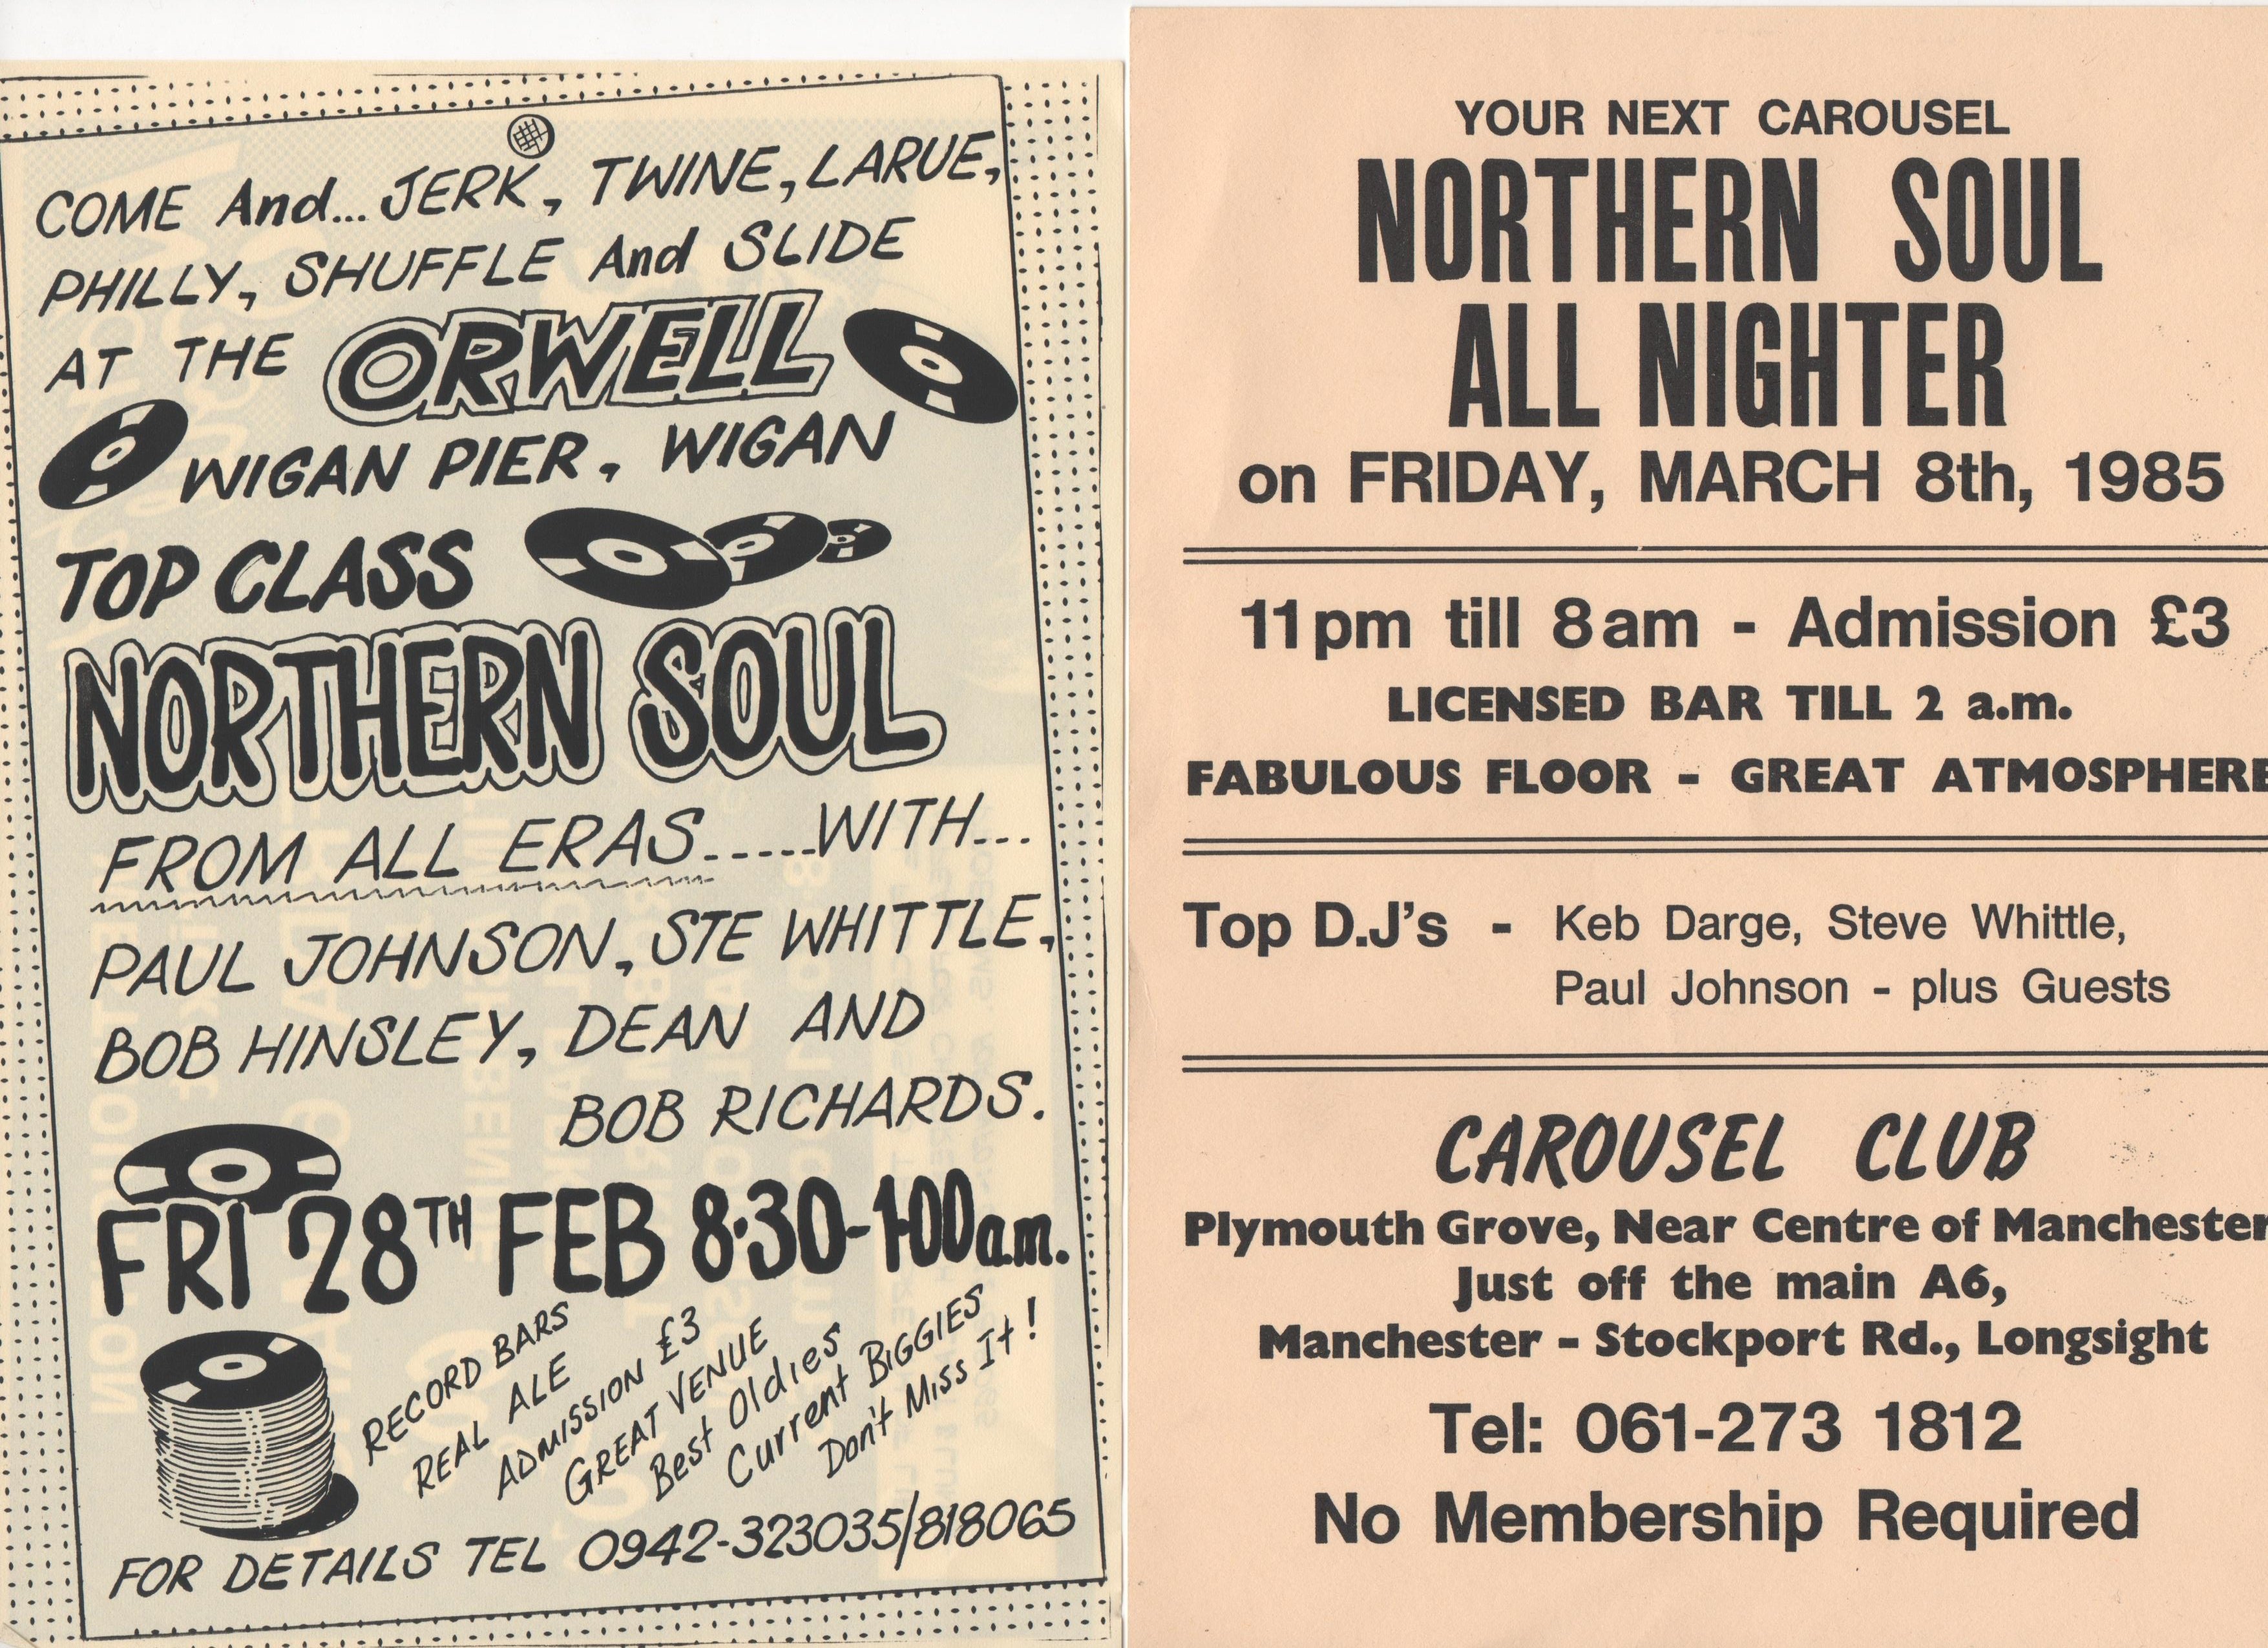 COME And... JERK, TWINE, LARUE,
PHILLY, SHUFFLE And SLIDE
AT THE ORWELL
WIGAN PIER, WIGAN
TOP CLASS
NORTHERN SOUL
FROM ALL ERAS.....WITH...
PAUL JOHNSON, STE WHITTLE,
BOB HINSLEY, DEAN AND
BOB RICHARDS.
FRI 28TH FEB 8·30-1·00a.m.
RECORD BARS
REAL ALE
ADMISSION £3
GREAT VENUE
Best Oldies
Current BIGGIES
Don't Miss It!
FOR DETAILS TEL 0942-323035/818065
YOUR NEXT CAROUSEL
NORTHERN SOUL
ALL NIGHTER
on FRIDAY, MARCH 8th, 1985
11pm till 8am - Admission £3
LICENSED BAR TILL 2 a.m.
FABULOUS FLOOR - GREAT ATMOSPHERE
Top D.J's - Keb Darge, Steve Whittle,
Paul Johnson - plus Guests
CAROUSEL CLUB
Plymouth Grove, Near Centre of Manchester
Just off the main A6,
Manchester - Stockport Rd., Longsight
Tel: 061-273 1812
No Membership Required